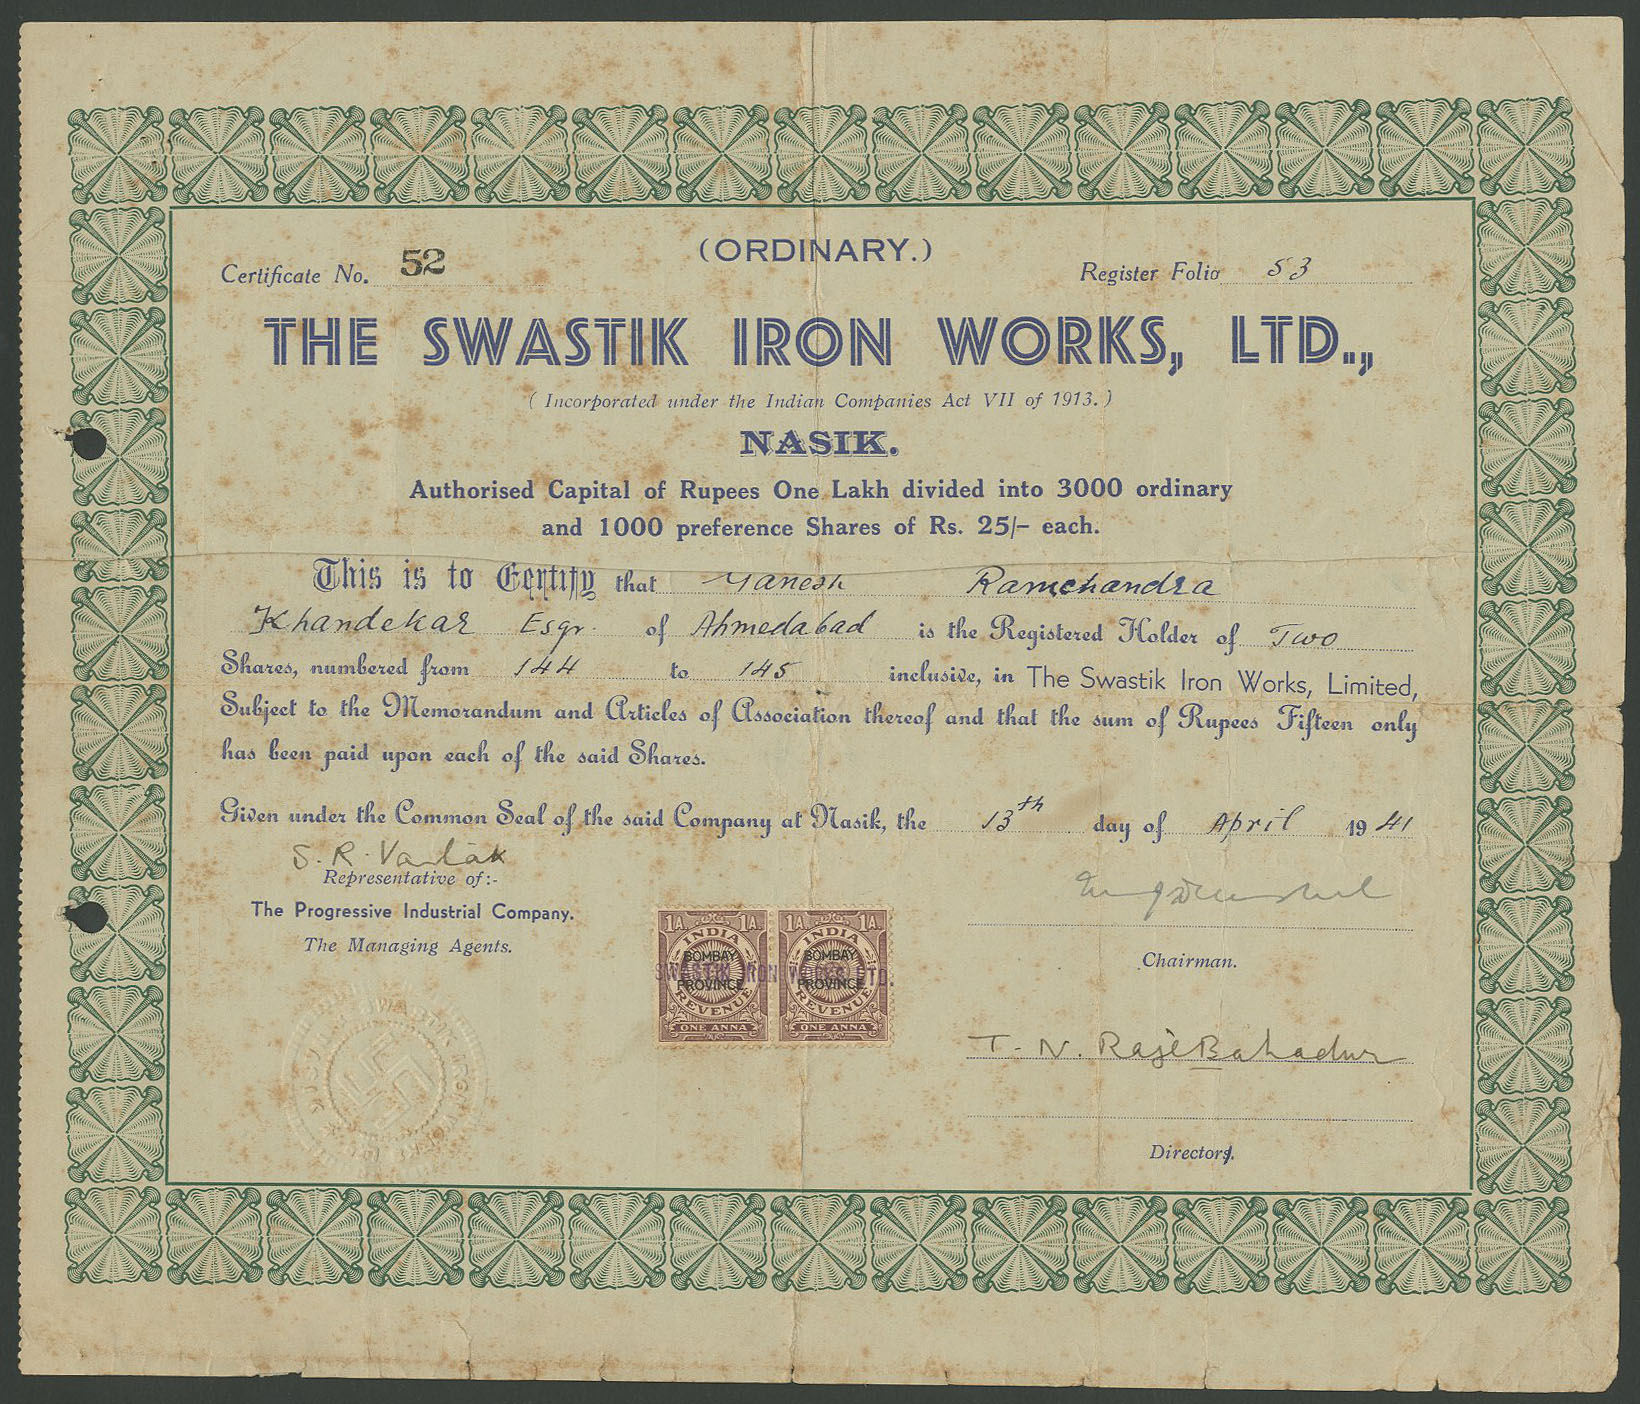 (ORDINARY.)
Certificate No. 52
Register Folio 53
THE SWASTIK IRON WORKS, LTD.,
( Incorporated under the Indian Companies Act VII of 1913. )
NASIK.
Authorised Capital of Rupees One Lakh divided into 3000 ordinary
and 1000 preference Shares of Rs. 25/- each.
This is to Certify that Ganesh Ramchandra
Khandekar Esqr. of Ahmedabad is the Registered Holder of Two
Shares, numbered from 144 to 145 inclusive, in The Swastik Iron Works, Limited,
Subject to the Memorandum and Articles of Association thereof and that the sum of Rupees Fifteen only
has been paid upon each of the said Shares.
Given under the Common Seal of the said Company at Nasik, the 13th day of April 1941
S. R.
Representative of:-
The Progressive Industrial Company.
The Managing Agents.
1A. 1A. 1A. 1A.
INDIA INDIA
BOMBAY BOMBAY
SWASTIK IRON WORKS LTD.
PROVINCE PROVINCE
REVENUE REVENUE
ONE ANNA ONE ANNA
Chairman.
T. N. RajeBahadur
Directors.
SWASTIK IRON